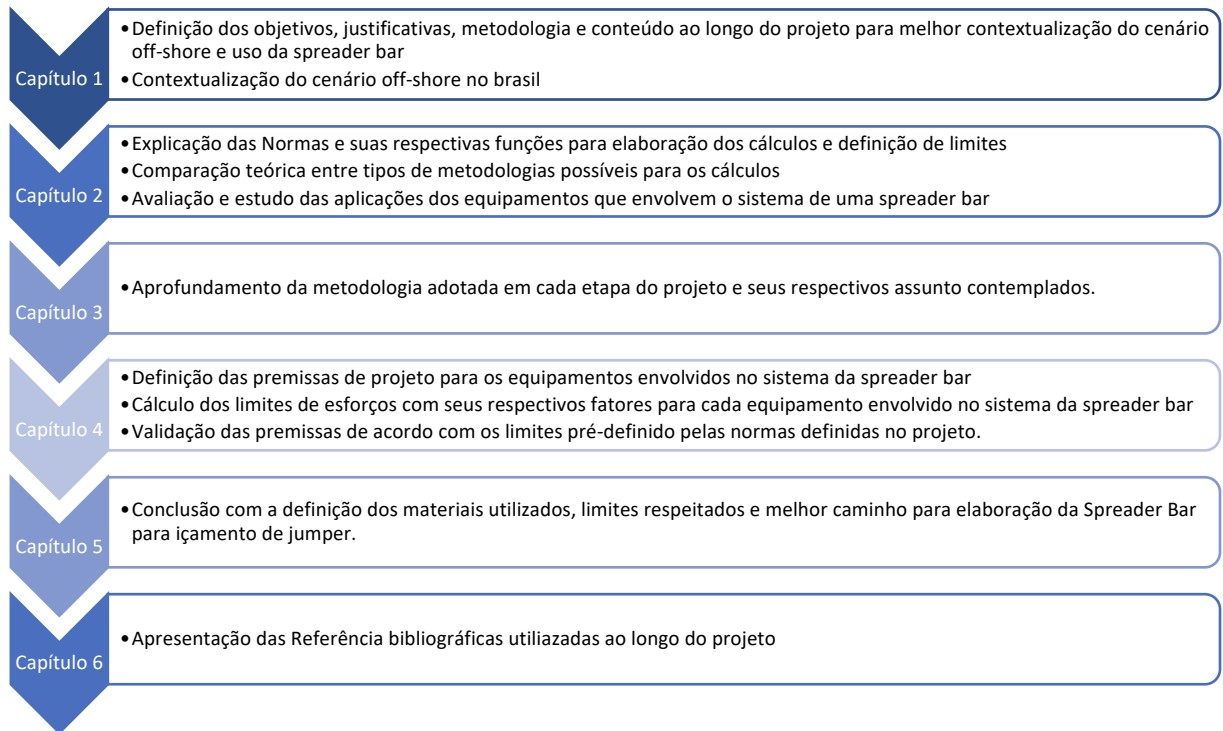 Capítulo 1
•Definição dos objetivos, justificativas, metodologia e conteúdo ao longo do projeto para melhor contextualização do cenário
off-shore e uso da spreader bar
•Contextualização do cenário off-shore no brasil
Capítulo 2
•Explicação das Normas e suas respectivas funções para elaboração dos cálculos e definição de limites
•Comparação teórica entre tipos de metodologias possíveis para os cálculos
•Avaliação e estudo das aplicações dos equipamentos que envolvem o sistema de uma spreader bar
Capítulo 3
•Aprofundamento da metodologia adotada em cada etapa do projeto e seus respectivos assunto contemplados.
Capítulo 4
•Definição das premissas de projeto para os equipamentos envolvidos no sistema da spreader bar
•Cálculo dos limites de esforços com seus respectivos fatores para cada equipamento envolvido no sistema da spreader bar
•Validação das premissas de acordo com os limites pré-definido pelas normas definidas no projeto.
Capítulo 5
•Conclusão com a definição dos materiais utilizados, limites respeitados e melhor caminho para elaboração da Spreader Bar
para içamento de jumper.
Capítulo 6
•Apresentação das Referência bibliográficas utiliazadas ao longo do projeto